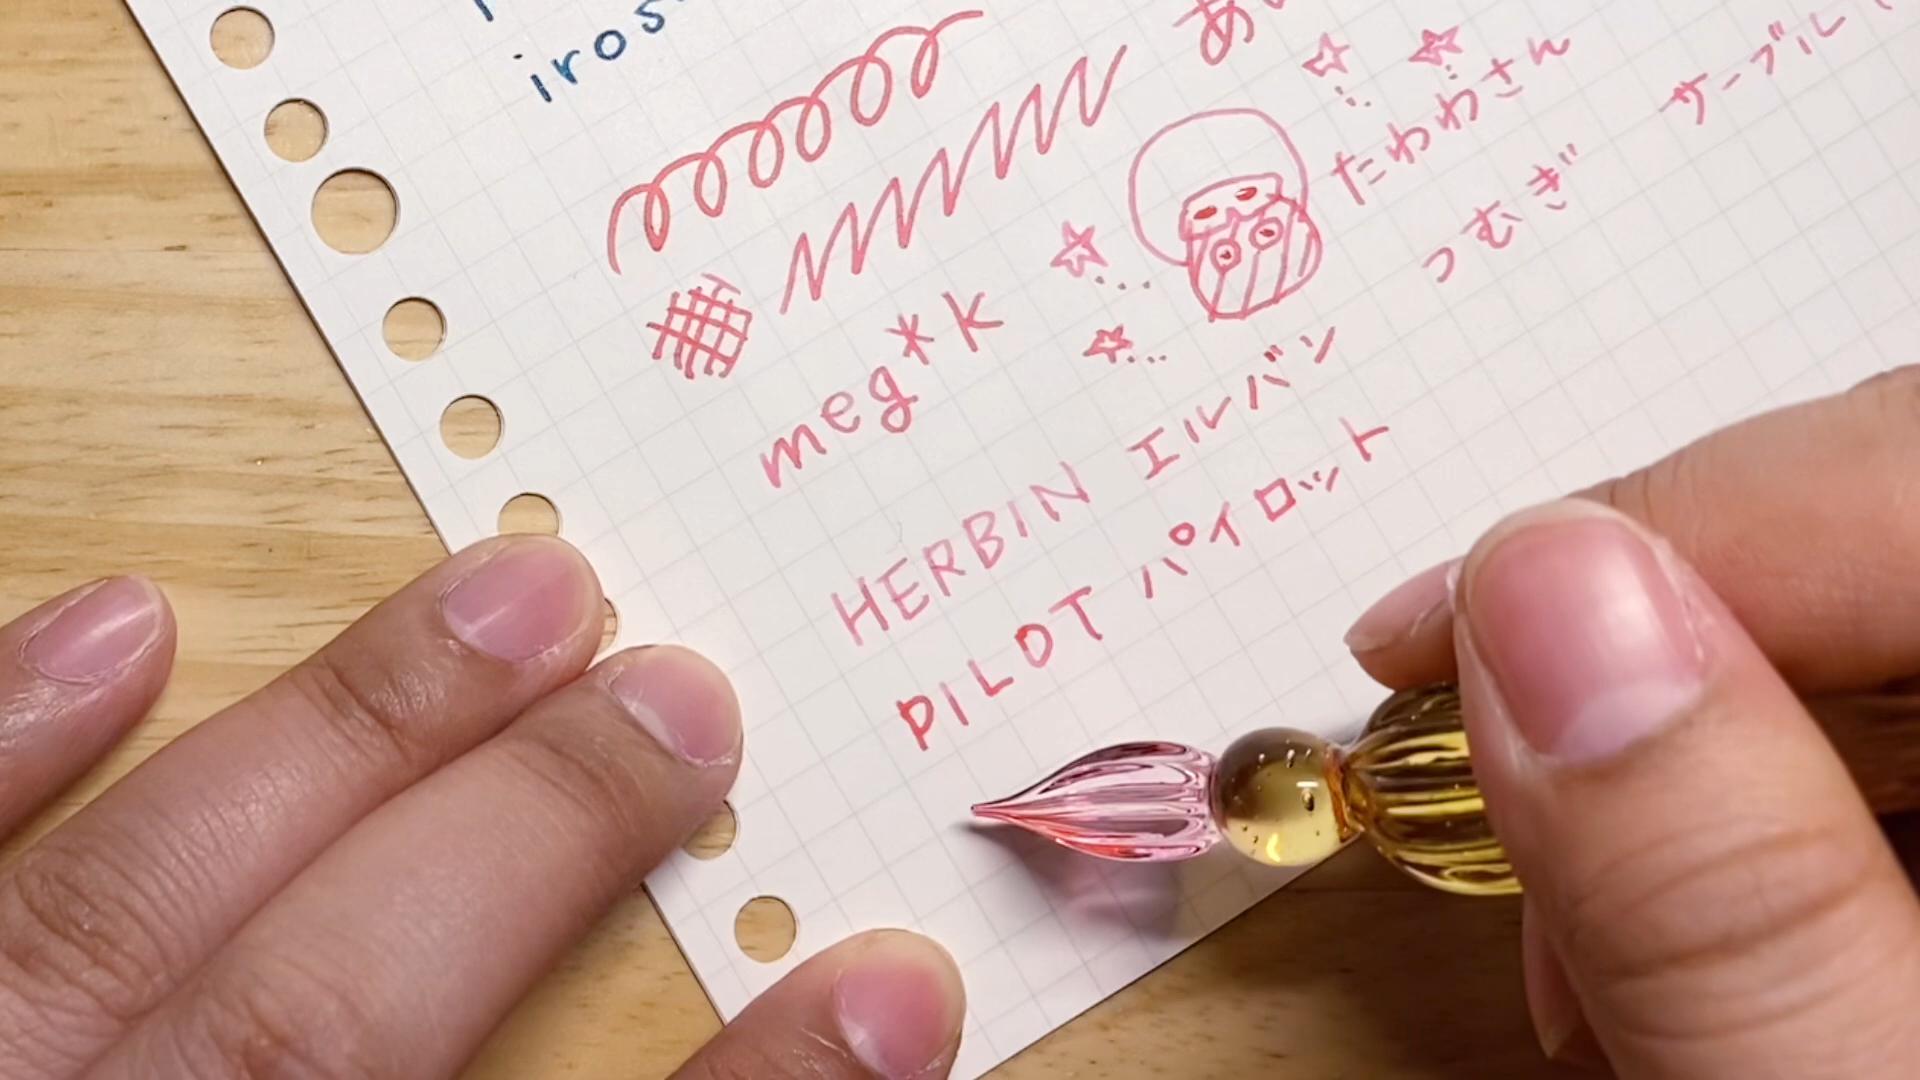 iros
あ
meg*k
たわわさん
つむぎ
サーブル
HERBIN エルバン
PILOT パイロット